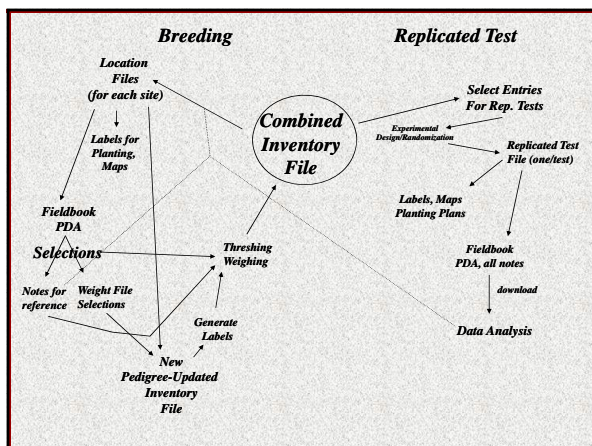 Breeding
Replicated Test
Location
Files
(for each site)
Labels for
Planting,
Maps
Fieldbook
PDA
Selections
Notes for
reference
Weight File
Selections
Threshing
Weighing
Generate
Labels
New
Pedigree-Updated
Inventory
File
Combined
Inventory
File
Select Entries
For Rep. Tests
Experimental
Design/Randomization
Replicated Test
File (one/test)
Labels, Maps
Planting Plans
Fieldbook
PDA, all notes
download
Data Analysis